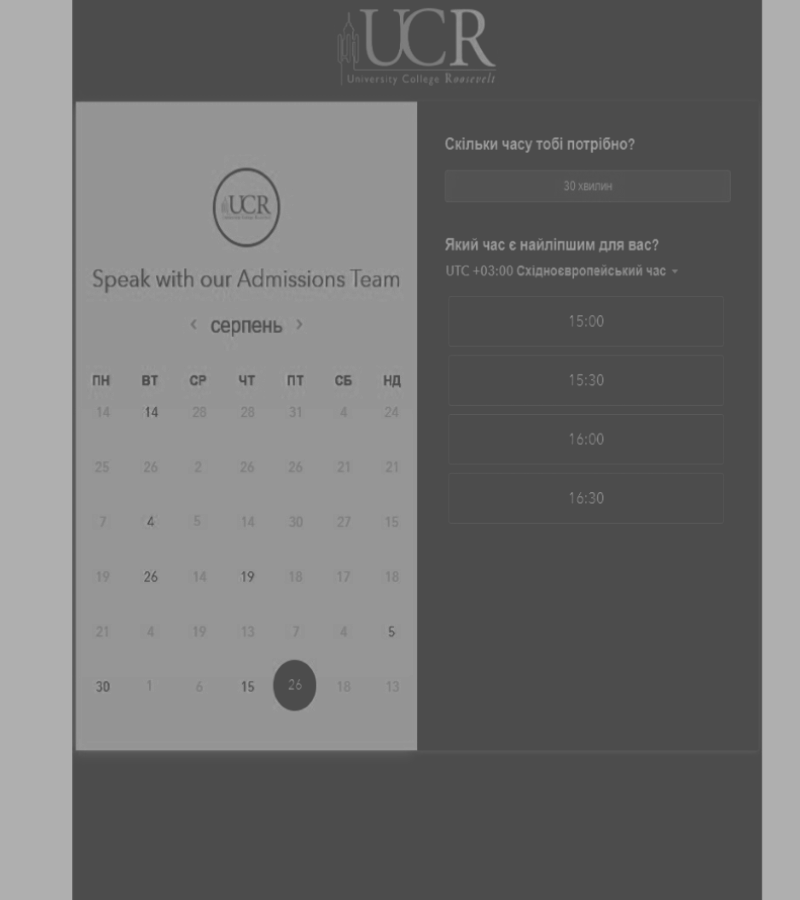 UCR
University College Roosevelt
UCR
Speak with our Admissions Team
‹ серпень ›
ПН ВТ СР ЧТ ПТ СБ НД
14 14 28 28 31 4 24
25 26 2 26 26 21 21
7 4 5 14 30 27 15
19 26 14 19 18 17 18
21 4 19 13 7 4 5
30 1 6 15 26 18 13
Скільки часу тобі потрібно?
30 хвилин
Який час є найліпшим для вас?
UTC +03:00 Східноєвропейський час
15:00
15:30
16:00
16:30